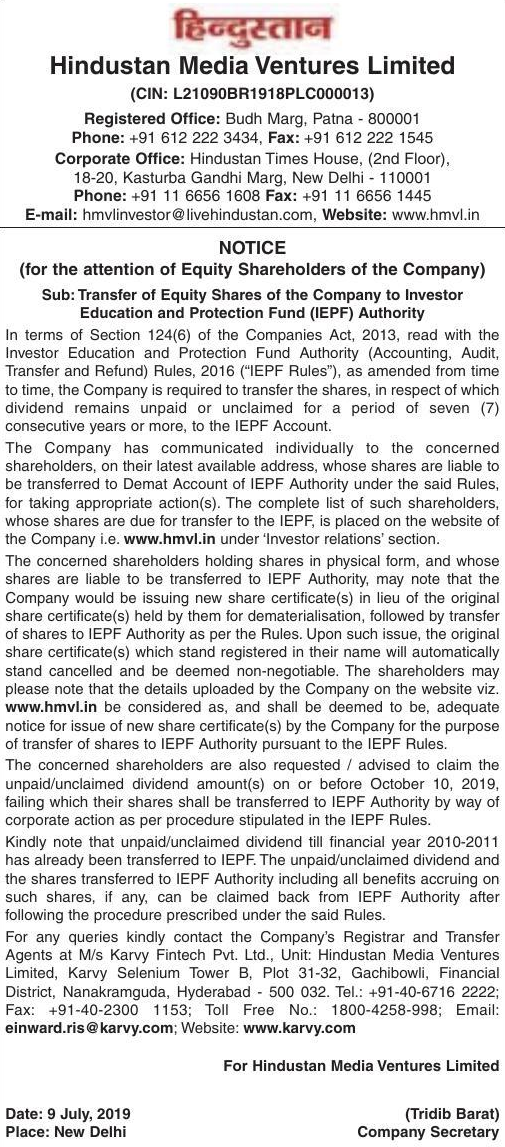 हिन्दुस्तान
Hindustan Media Ventures Limited
(CIN: L21090BR1918PLC000013)
Registered Office: Budh Marg, Patna - 800001
Phone: +91 612 222 3434, Fax: +91 612 222 1545
Corporate Office: Hindustan Times House, (2nd Floor),
18-20, Kasturba Gandhi Marg, New Delhi - 110001
Phone: +91 11 6656 1608 Fax: +91 11 6656 1445
E-mail: hmvlinvestor@livehindustan.com, Website: www.hmvl.in
NOTICE
(for the attention of Equity Shareholders of the Company)
Sub: Transfer of Equity Shares of the Company to Investor
Education and Protection Fund (IEPF) Authority
In terms of Section 124(6) of the Companies Act, 2013, read with the
Investor Education and Protection Fund Authority (Accounting, Audit,
Transfer and Refund) Rules, 2016 (“IEPF Rules”), as amended from time
to time, the Company is required to transfer the shares, in respect of which
dividend remains unpaid or unclaimed for a period of seven (7)
consecutive years or more, to the IEPF Account.
The Company has communicated individually to the concerned
shareholders, on their latest available address, whose shares are liable to
be transferred to Demat Account of IEPF Authority under the said Rules,
for taking appropriate action(s). The complete list of such shareholders,
whose shares are due for transfer to the IEPF, is placed on the website of
the Company i.e. www.hmvl.in under ‘Investor relations’ section.
The concerned shareholders holding shares in physical form, and whose
shares are liable to be transferred to IEPF Authority, may note that the
Company would be issuing new share certificate(s) in lieu of the original
share certificate(s) held by them for dematerialisation, followed by transfer
of shares to IEPF Authority as per the Rules. Upon such issue, the original
share certificate(s) which stand registered in their name will automatically
stand cancelled and be deemed non-negotiable. The shareholders may
please note that the details uploaded by the Company on the website viz.
www.hmvl.in be considered as, and shall be deemed to be, adequate
notice for issue of new share certificate(s) by the Company for the purpose
of transfer of shares to IEPF Authority pursuant to the IEPF Rules.
The concerned shareholders are also requested / advised to claim the
unpaid/unclaimed dividend amount(s) on or before October 10, 2019,
failing which their shares shall be transferred to IEPF Authority by way of
corporate action as per procedure stipulated in the IEPF Rules.
Kindly note that unpaid/unclaimed dividend till financial year 2010-2011
has already been transferred to IEPF. The unpaid/unclaimed dividend and
the shares transferred to IEPF Authority including all benefits accruing on
such shares, if any, can be claimed back from IEPF Authority after
following the procedure prescribed under the said Rules.
For any queries kindly contact the Company’s Registrar and Transfer
Agents at M/s Karvy Fintech Pvt. Ltd., Unit: Hindustan Media Ventures
Limited, Karvy Selenium Tower B, Plot 31-32, Gachibowli, Financial
District, Nanakramguda, Hyderabad - 500 032. Tel.: +91-40-6716 2222;
Fax: +91-40-2300 1153; Toll Free No.: 1800-4258-998; Email:
einward.ris@karvy.com; Website: www.karvy.com
For Hindustan Media Ventures Limited
Date: 9 July, 2019 (Tridib Barat)
Place: New Delhi Company Secretary